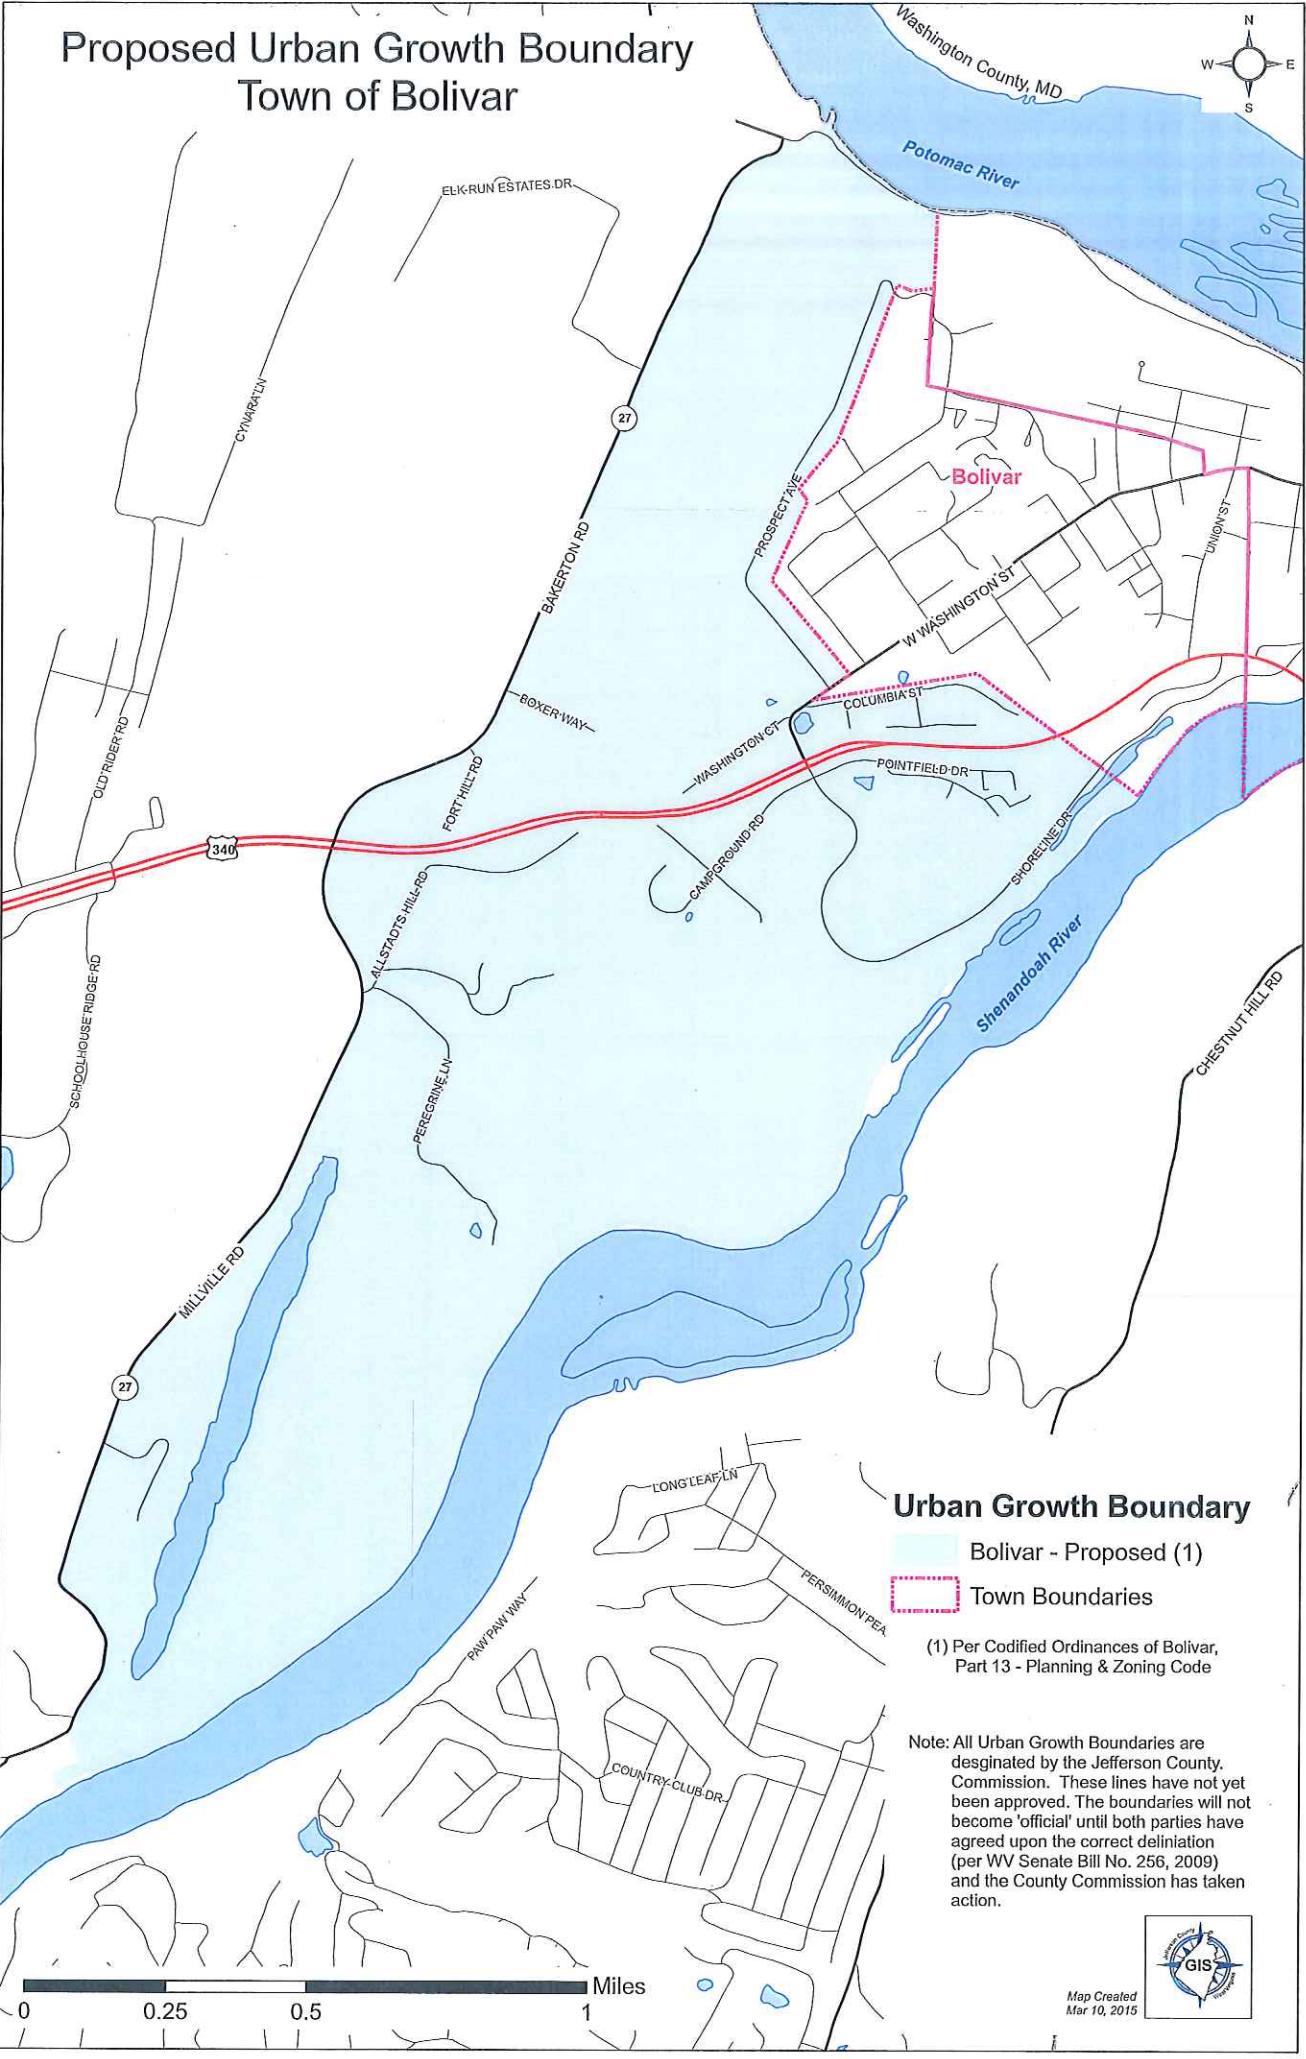 Proposed Urban Growth Boundary
Town of Bolivar
Washington County, MD
N
W
E
S
Potomac River
ELK-RUN ESTATES DR
CYNARA LN
27
Bolivar
PROSPECT AVE
UNION ST
BAKERTON RD
W WASHINGTON ST
BOXER WAY
COLUMBIA ST
OLD RIDER RD
WASHINGTON CT
FORT HILL RD
POINTFIELD DR
340
CAMPGROUND RD
SHORELINE DR
ALLSTADTS HILL RD
Shenandoah River
SCHOOLHOUSE RIDGE RD
CHESTNUT HILL RD
PEREGRINE LN
MILLVILLE RD
27
LONG LEAF LN
Urban Growth Boundary
Bolivar - Proposed (1)
PERSIMMON PEA
Town Boundaries
PAW PAW WAY
(1) Per Codified Ordinances of Bolivar,
Part 13 - Planning & Zoning Code
Note: All Urban Growth Boundaries are
desginated by the Jefferson County.
Commission. These lines have not yet
been approved. The boundaries will not
become 'official' until both parties have
agreed upon the correct deliniation
(per WV Senate Bill No. 256, 2009)
and the County Commission has taken
action.
COUNTRY CLUB DR
Jefferson County
GIS
West Virginia
Miles
0
0.25
0.5
1
Map Created
Mar 10, 2015